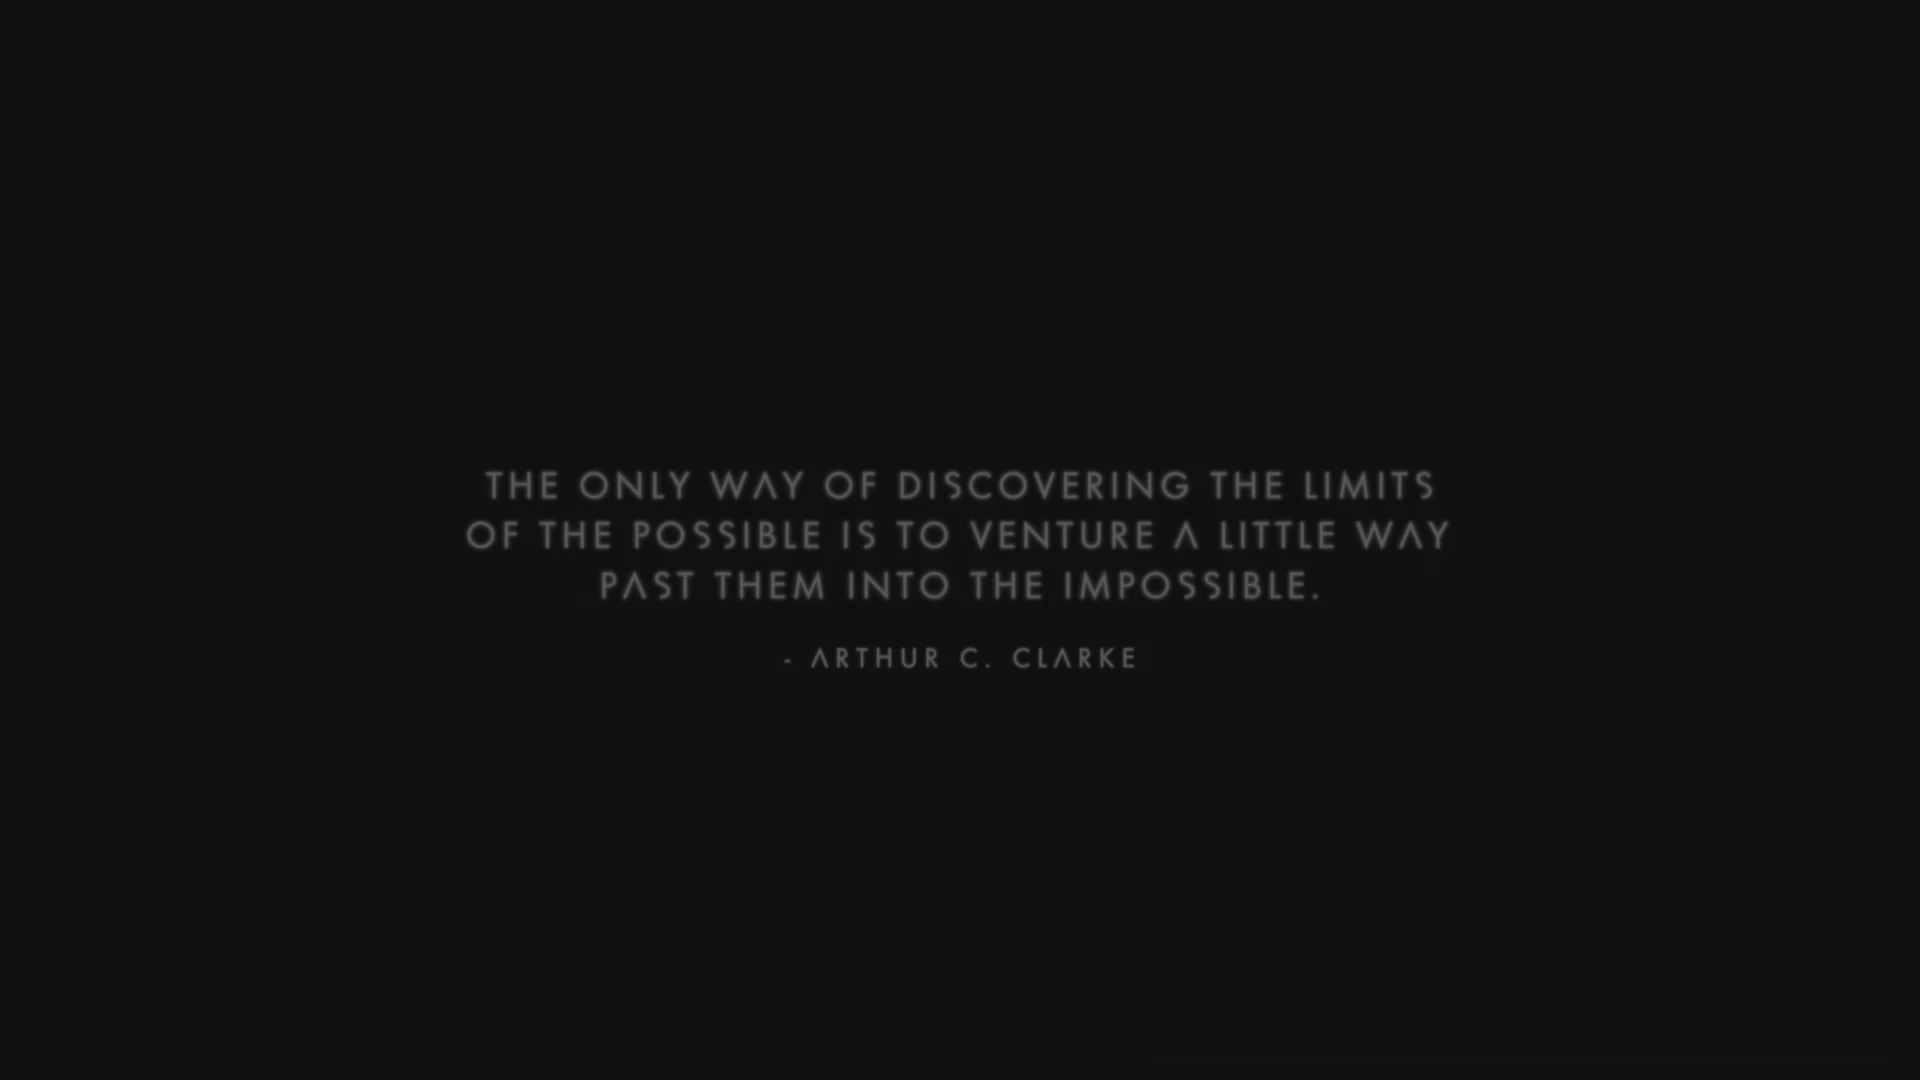 THE ONLY WAY OF DISCOVERING THE LIMITS
OF THE POSSIBLE IS TO VENTURE A LITTLE WAY
PAST THEM INTO THE IMPOSSIBLE.
- ARTHUR C. CLARKE